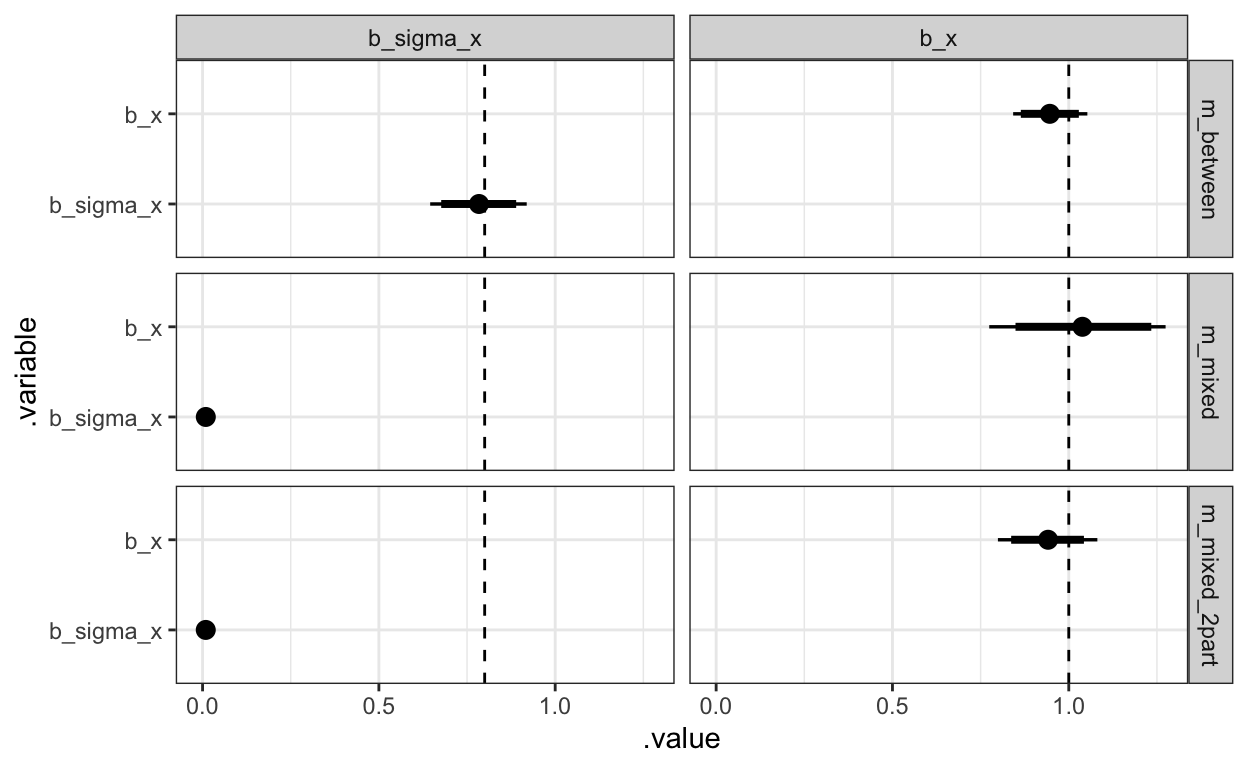 b_sigma_x
b_x
b_x
b_sigma_x
m_between
b_x
b_sigma_x
m_mixed
b_x
b_sigma_x
m_mixed_2part
.variable
0.0
0.5
1.0
0.0
0.5
1.0
.value